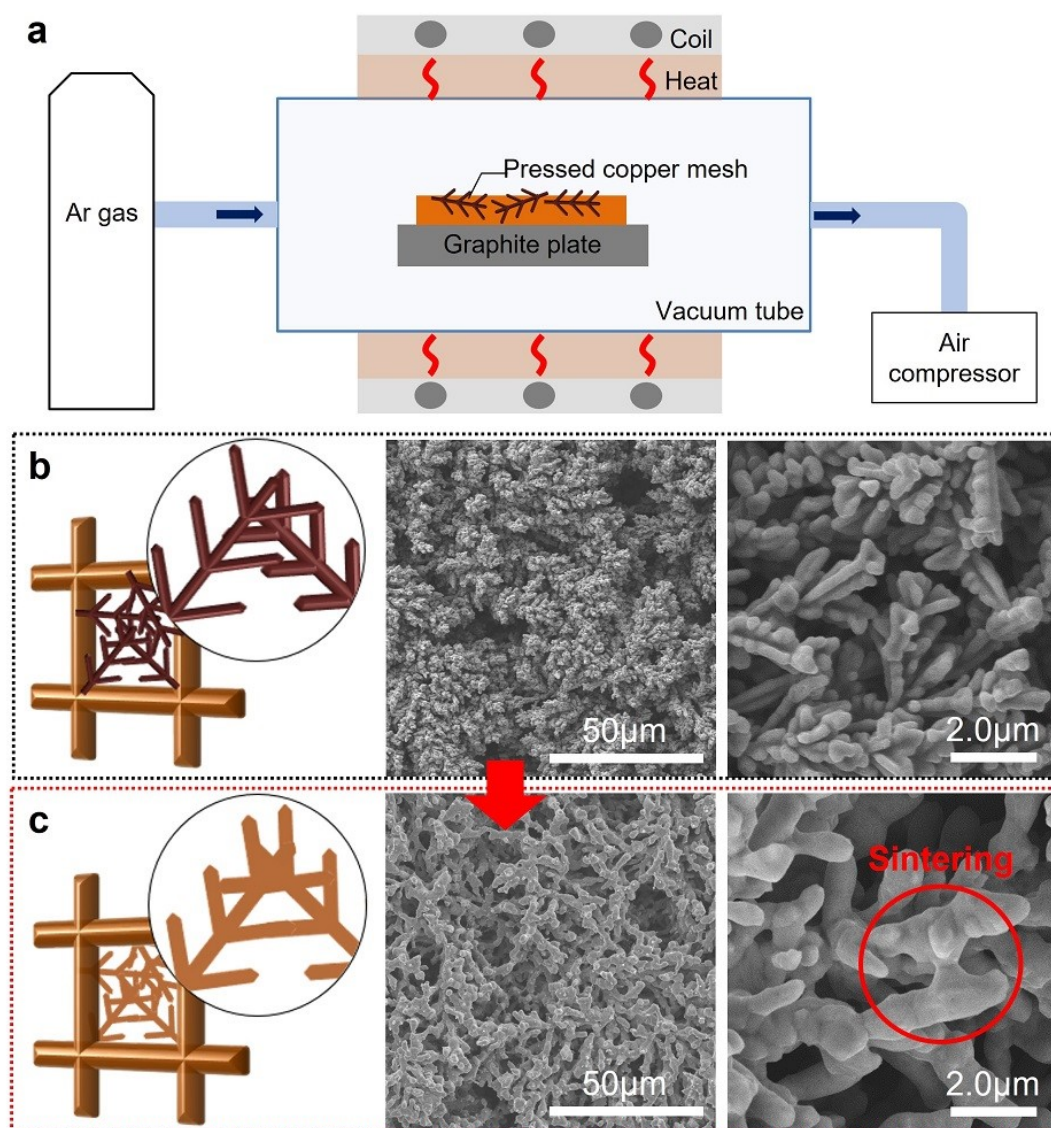 a
Coil
Heat
Pressed copper mesh
Ar gas
Graphite plate
Vacuum tube
Air
compressor
b
50μm
2.0μm
c
Sintering
50μm
2.0μm